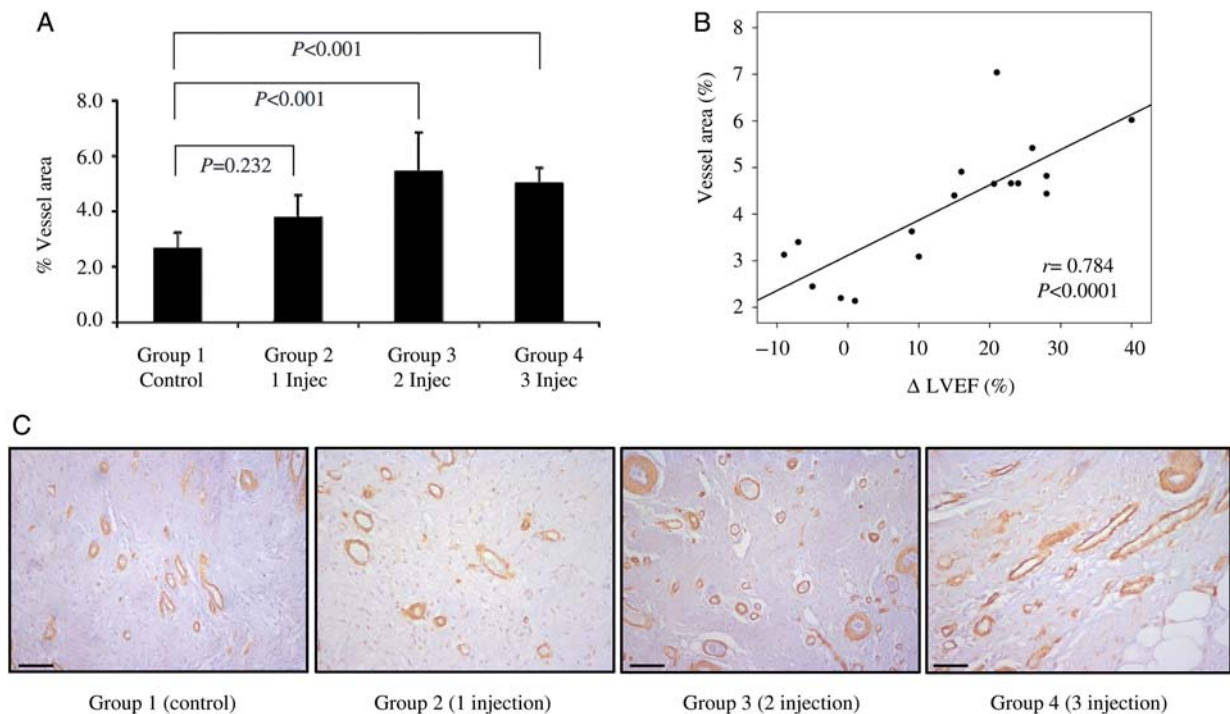 A
P<0.001
P<0.001
P=0.232
% Vessel area
8.0
6.0
4.0
2.0
0.0
Group 1 Group 2 Group 3 Group 4
Control 1 Injec 2 Injec 3 Injec
B
Vessel area (%)
8
7
6
5
4
3
2
r= 0.784
P<0.0001
−10 0 10 20 30 40
Δ LVEF (%)
C
Group 1 (control) Group 2 (1 injection) Group 3 (2 injection) Group 4 (3 injection)